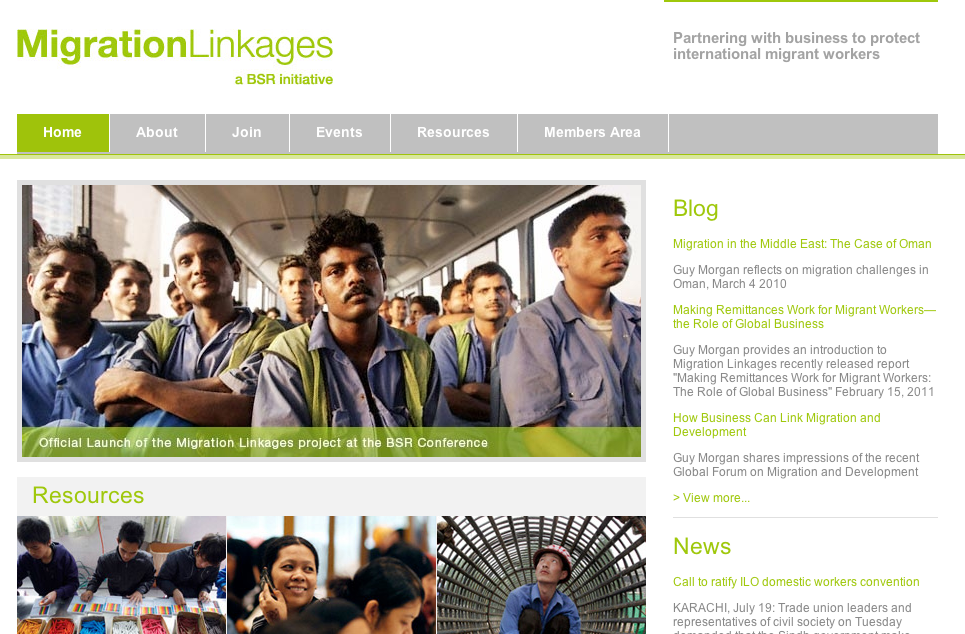 MigrationLinkages
a BSR initiative
Partnering with business to protect
international migrant workers
Home About Join Events Resources Members Area
Official Launch of the Migration Linkages project at the BSR Conference
Resources
Blog
Migration in the Middle East: The Case of Oman
Guy Morgan reflects on migration challenges in
Oman, March 4 2010
Making Remittances Work for Migrant Workers—
the Role of Global Business
Guy Morgan provides an introduction to
Migration Linkages recently released report
"Making Remittances Work for Migrant Workers:
The Role of Global Business" February 15, 2011
How Business Can Link Migration and
Development
Guy Morgan shares impressions of the recent
Global Forum on Migration and Development
> View more...
News
Call to ratify ILO domestic workers convention
KARACHI, July 19: Trade union leaders and
representatives of civil society on Tuesday
demanded that the Sindh government make